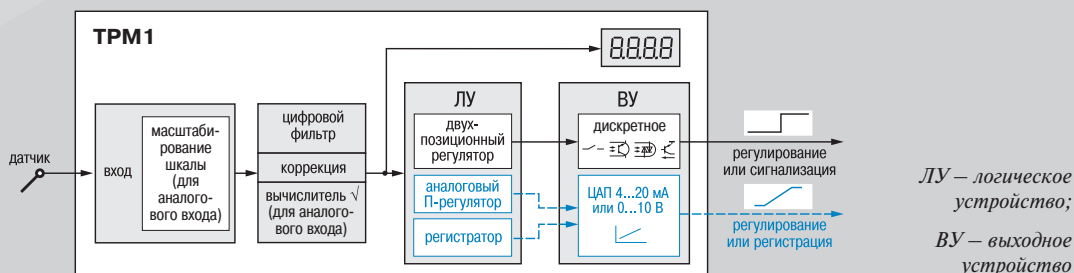 ТРМ1
8.8.8.8
датчик
вход
масштаби-
рование
шкалы
(для
аналого-
вого входа)
цифровой
фильтр
коррекция
вычислитель √
(для аналого-
вого входа)
ЛУ
двух-
позиционный
регулятор
аналоговый
П-регулятор
регистратор
ВУ
дискретное
ЦАП 4...20 мА
или 0...10 В
регулирование
или сигнализация
регулирование
или регистрация
ЛУ – логическое
устройство;
ВУ – выходное
устройство